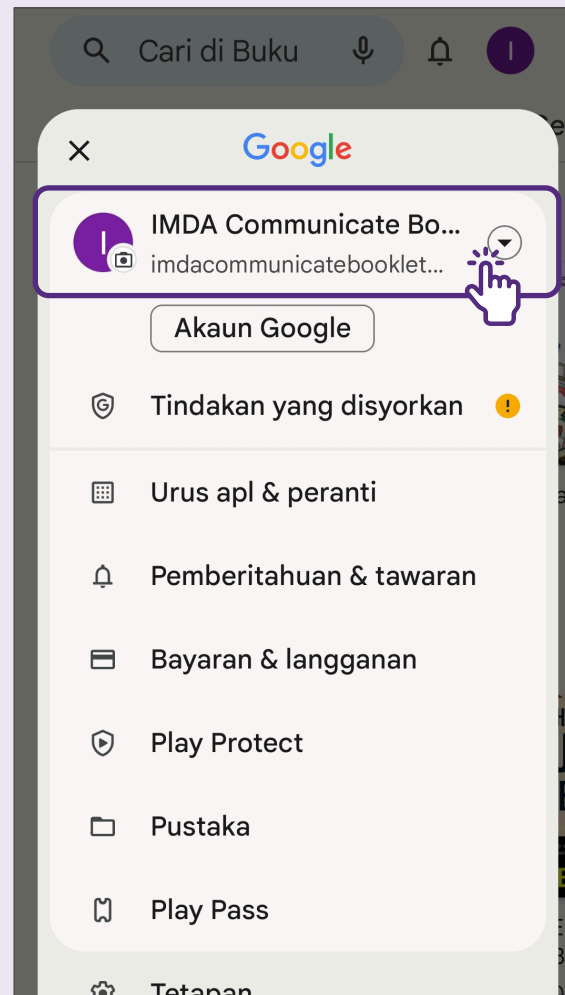 Cari di Buku
I
Google
I
IMDA Communicate Bo...
imdacommunicatebooklet...
Akaun Google
Tindakan yang disyorkan
!
Urus apl & peranti
Pemberitahuan & tawaran
Bayaran & langganan
Play Protect
Pustaka
Play Pass
Tetapan